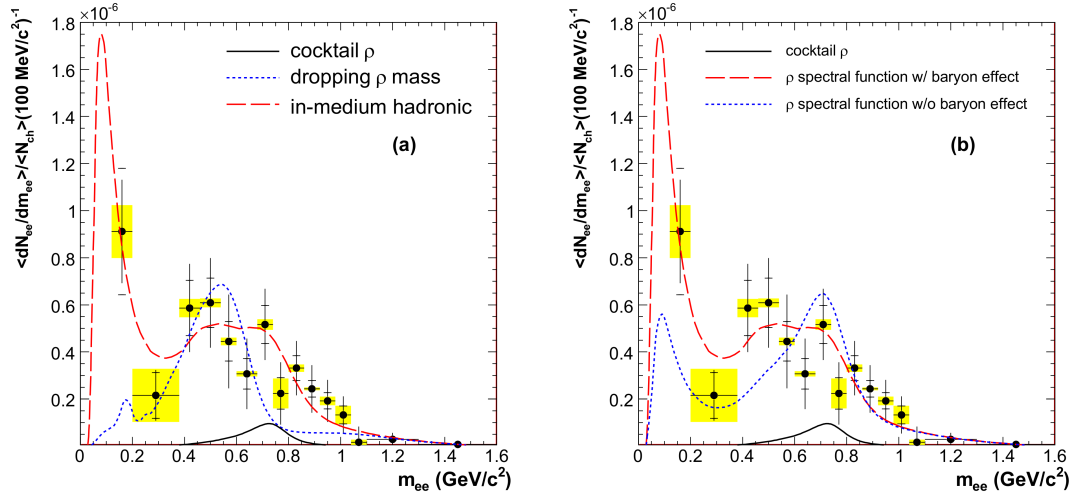 ×10⁻⁶
1.8
1.6
1.4
1.2
1
0.8
0.6
0.4
0.2
0 0.2 0.4 0.6 0.8 1 1.2 1.4 1.6
<dN_ee/dm_ee>/<N_ch>(100 MeV/c²)⁻¹
m_ee (GeV/c²)
cocktail ρ
dropping ρ mass
in-medium hadronic
(a)
×10⁻⁶
1.8
1.6
1.4
1.2
1
0.8
0.6
0.4
0.2
0 0.2 0.4 0.6 0.8 1 1.2 1.4 1.6
<dN_ee/dm_ee>/<N_ch>(100 MeV/c²)⁻¹
m_ee (GeV/c²)
cocktail ρ
ρ spectral function w/ baryon effect
ρ spectral function w/o baryon effect
(b)